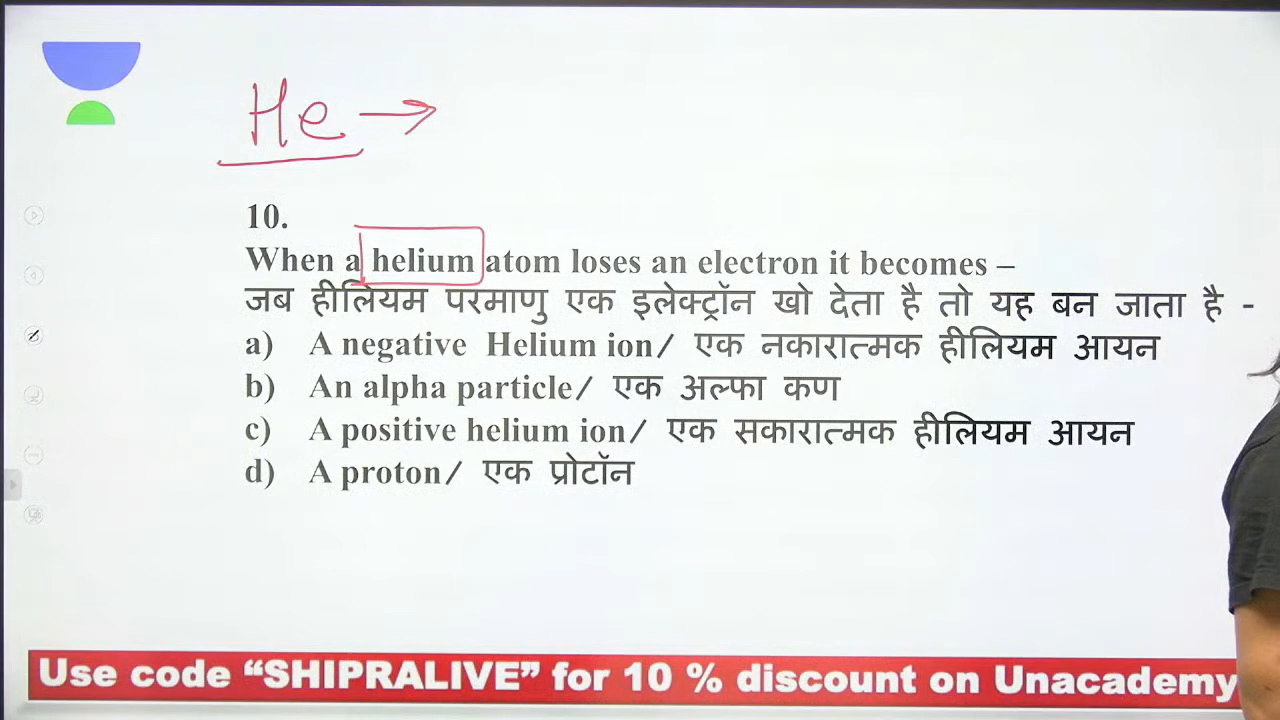 He →
10.
When a helium atom loses an electron it becomes –
जब हीलियम परमाणु एक इलेक्ट्रॉन खो देता है तो यह बन जाता है -
a) A negative Helium ion/ एक नकारात्मक हीलियम आयन
b) An alpha particle/ एक अल्फा कण
c) A positive helium ion/ एक सकारात्मक हीलियम आयन
d) A proton/ एक प्रोटॉन
Use code “SHIPRALIVE” for 10 % discount on Unacademy